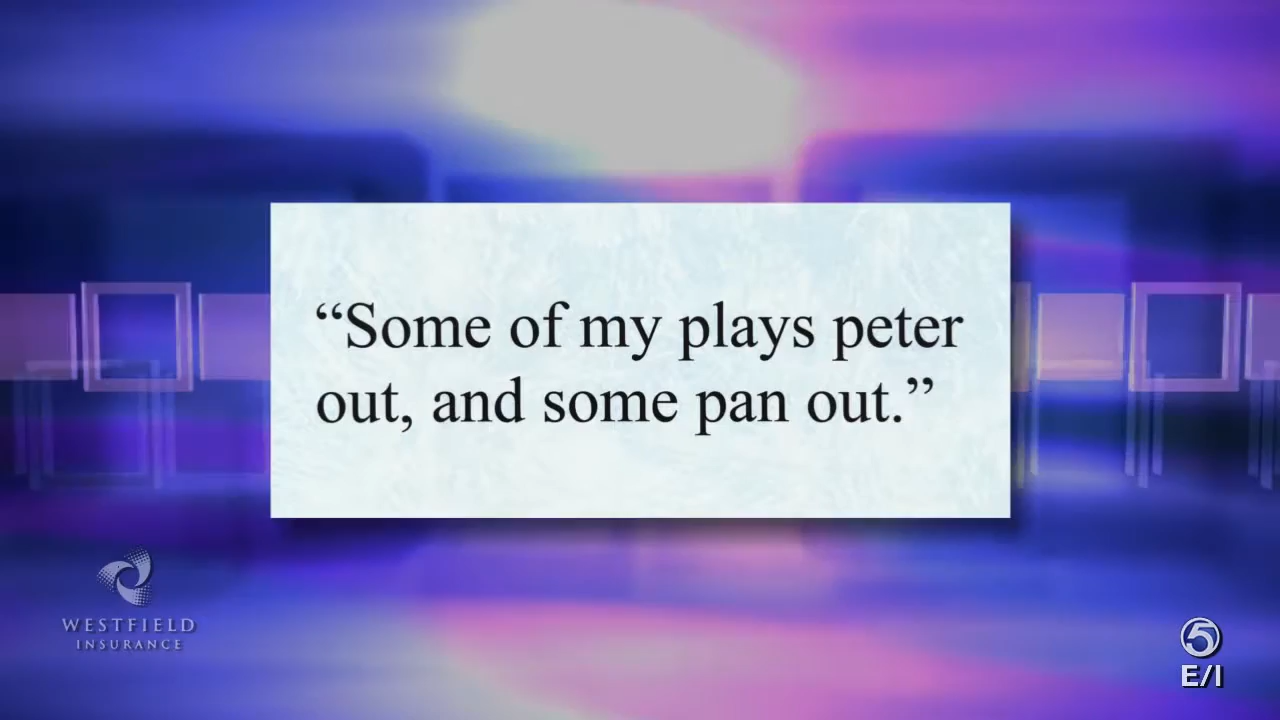 “Some of my plays peter
out, and some pan out.”
WESTFIELD
INSURANCE
5
E/I